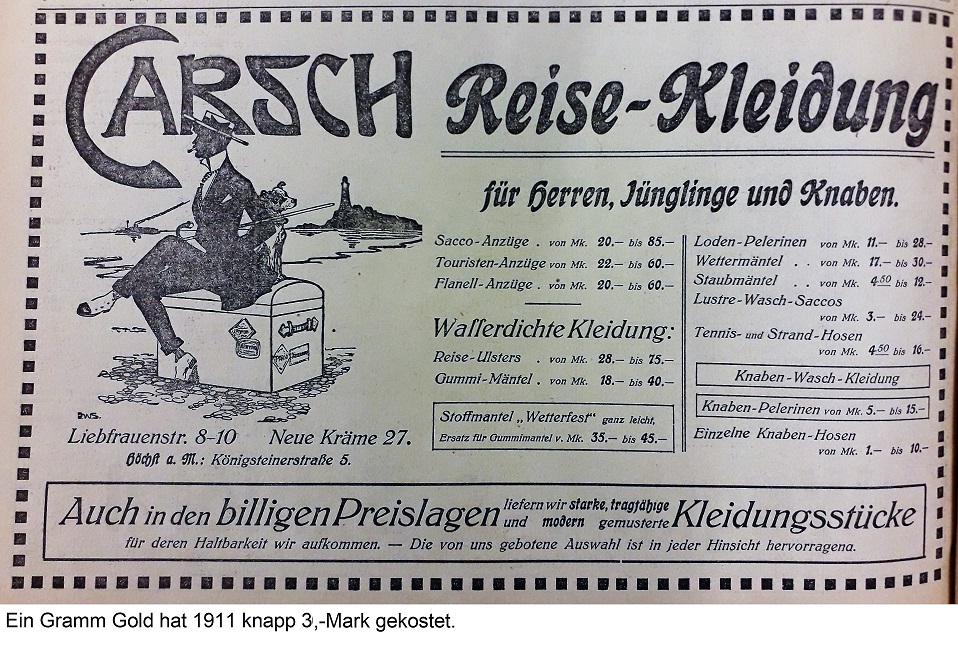 CARSCH
Reise-Kleidung
für Herren, Jünglinge und Knaben.
Sacco-Anzüge . von Mk. 20.— bis 85.—
Touristen-Anzüge von Mk. 22.— bis 60.—
Flanell-Anzüge . von Mk. 20.— bis 60.—
Wasserdichte Kleidung:
Reise-Ulsters . von Mk. 28.— bis 75.—
Gummi-Mäntel . von Mk. 18.— bis 40.—
Stoffmantel „Wetterfest“ ganz leicht,
Ersatz für Gummimantel v. Mk. 35.— bis 45.—
Loden-Pelerinen von Mk. 11.— bis 28.—
Wettermäntel . . von Mk. 17.— bis 30.—
Staubmäntel . . von Mk. 4.50 bis 12.—
Lustre-Wasch-Saccos
von Mk. 3.— bis 24.—
Tennis- und Strand-Hosen
von Mk. 4.50 bis 16.—
Knaben-Wasch-Kleidung
Knaben-Pelerinen von Mk. 5.— bis 15.—
Einzelne Knaben-Hosen
von Mk. 1.— bis 10.—
Liebfrauenstr. 8-10 Neue Kräme 27.
Höchst a. M.: Königsteinerstraße 5.
Auch in den billigen Preislagen liefern wir starke, tragfähige
und modern gemusterte Kleidungsstücke
für deren Haltbarkeit wir aufkommen. — Die von uns gebotene Auswahl ist in jeder Hinsicht hervorragena.
Ein Gramm Gold hat 1911 knapp 3,-Mark gekostet.